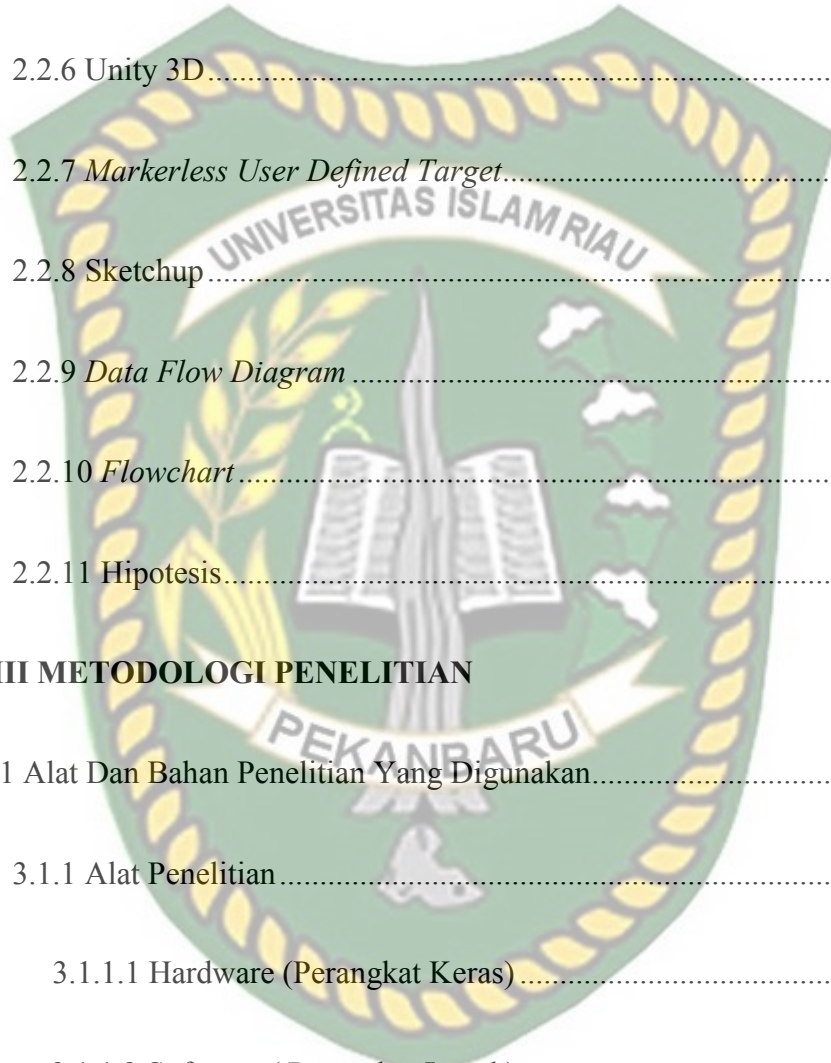 2.2.6 Unity 3D................................................................
2.2.7 Markerless User Defined Target................................
UNIVERSITAS ISLAM RIAU
2.2.8 Sketchup................................................................
2.2.9 Data Flow Diagram................................................
2.2.10 Flowchart............................................................
2.2.11 Hipotesis.............................................................
III METODOLOGI PENELITIAN
PEKANBARU
1 Alat Dan Bahan Penelitian Yang Digunakan....................
3.1.1 Alat Penelitian......................................................
3.1.1.1 Hardware (Perangkat Keras)................................